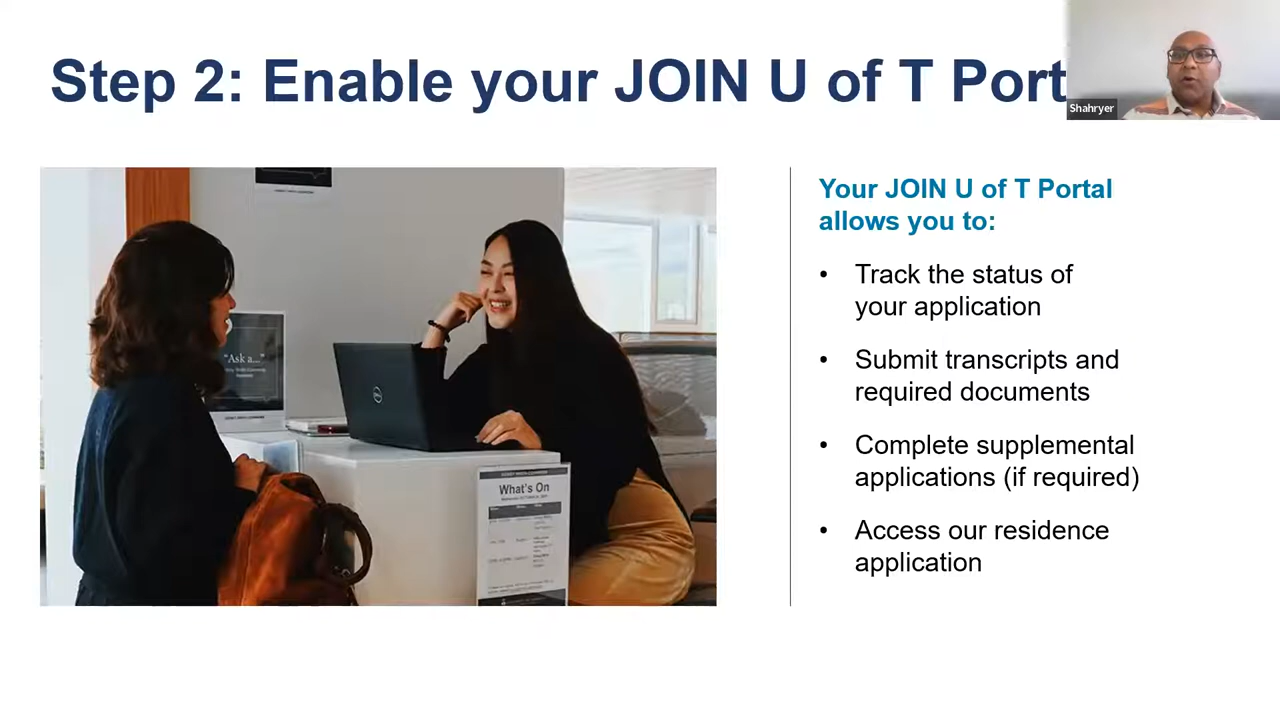 Step 2: Enable your JOIN U of T Port
Shahryer
Your JOIN U of T Portal
allows you to:
• Track the status of
your application
• Submit transcripts and
required documents
• Complete supplemental
applications (if required)
• Access our residence
application
"Ask a..."
What's On